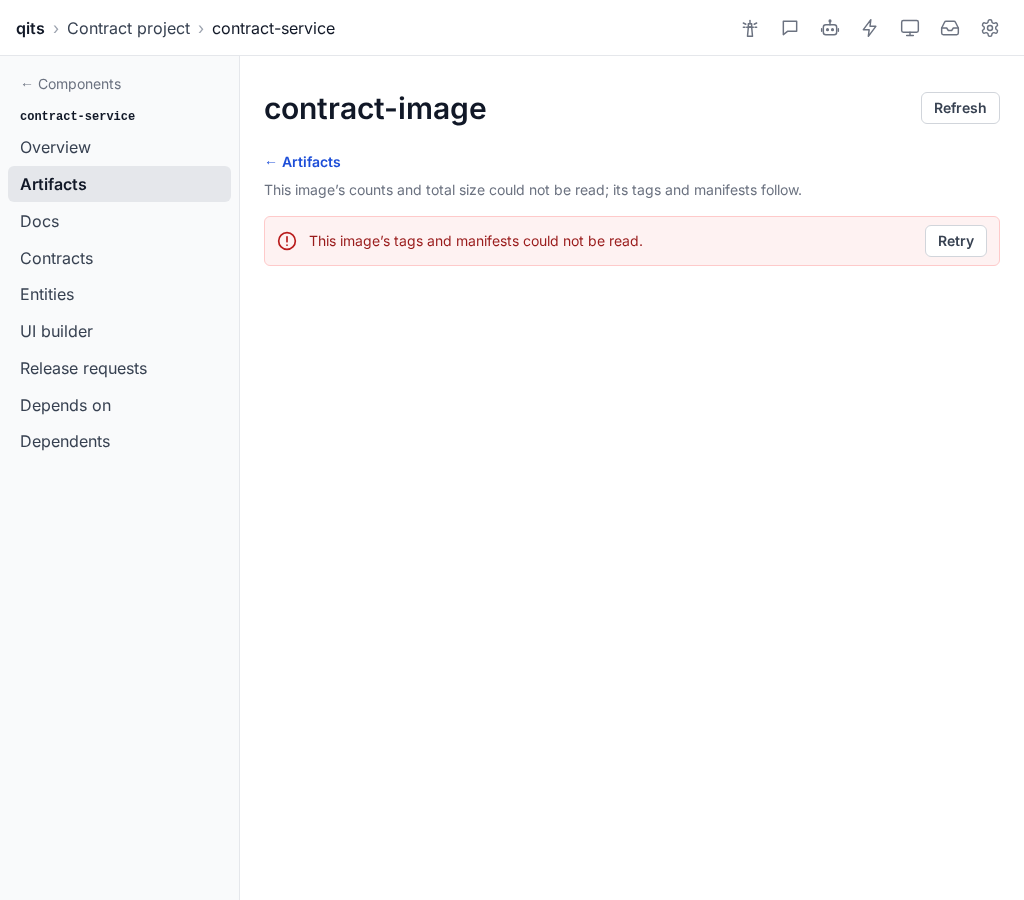 qits › Contract project › contract-service
← Components
contract-service
Overview
Artifacts
Docs
Contracts
Entities
UI builder
Release requests
Depends on
Dependents
contract-image
Refresh
← Artifacts
This image’s counts and total size could not be read; its tags and manifests follow.
This image’s tags and manifests could not be read.
Retry